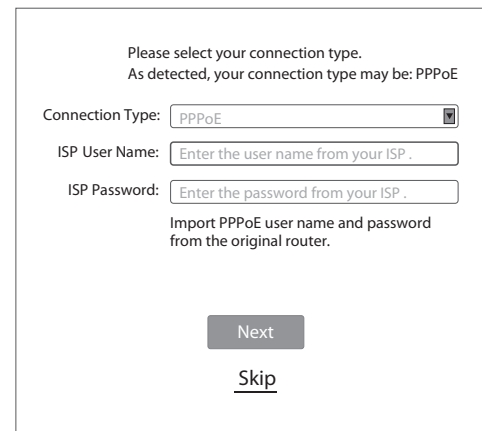 Please select your connection type.
As detected, your connection type may be: PPPoE
Connection Type: PPPoE
ISP User Name: Enter the user name from your ISP .
ISP Password: Enter the password from your ISP .
Import PPPoE user name and password
from the original router.
Next
Skip